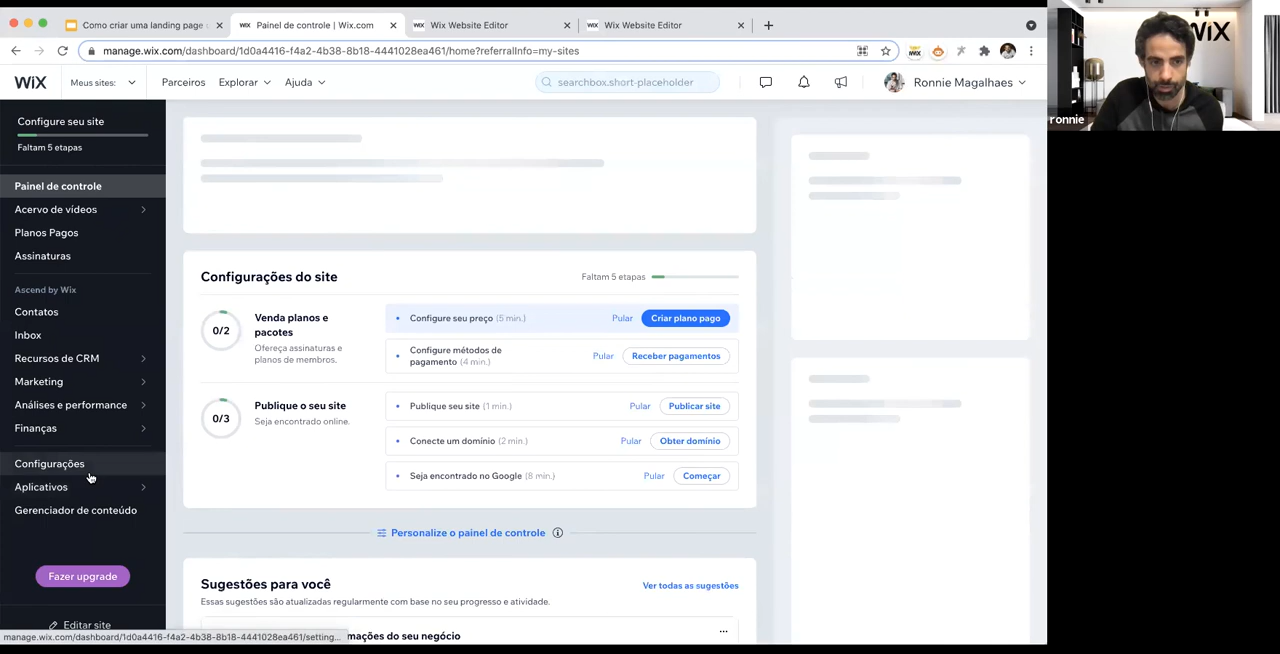 Como criar uma landing page
Painel de controle | Wix.com
WiX
Wix Website Editor
WiX
Wix Website Editor
manage.wix.com/dashboard/1d0a4416-f4a2-4b38-8b18-4441028ea461/home?referralInfo=my-sites
WiX
Meus sites:
Parceiros
Explorar
Ajuda
searchbox.short-placeholder
Ronnie Magalhaes
WiX
ronnie
Configure seu site
Faltam 5 etapas
Painel de controle
Acervo de vídeos
Planos Pagos
Assinaturas
Ascend by Wix
Contatos
Inbox
Recursos de CRM
Marketing
Análises e performance
Finanças
Configurações
Aplicativos
Gerenciador de conteúdo
Fazer upgrade
Editar site
manage.wix.com/dashboard/1d0a4416-f4a2-4b38-8b18-4441028ea461/setting...
Configurações do site
Faltam 5 etapas
0/2
Venda planos e
pacotes
Ofereça assinaturas e
planos de membros.
Configure seu preço (5 min.)
Pular
Criar plano pago
Configure métodos de
pagamento (4 min.)
Pular
Receber pagamentos
0/3
Publique o seu site
Seja encontrado online.
Publique seu site (1 min.)
Pular
Publicar site
Conecte um domínio (2 min.)
Pular
Obter domínio
Seja encontrado no Google (8 min.)
Pular
Começar
Personalize o painel de controle
Sugestões para você
Ver todas as sugestões
Essas sugestões são atualizadas regularmente com base no seu progresso e atividade.
mações do seu negócio